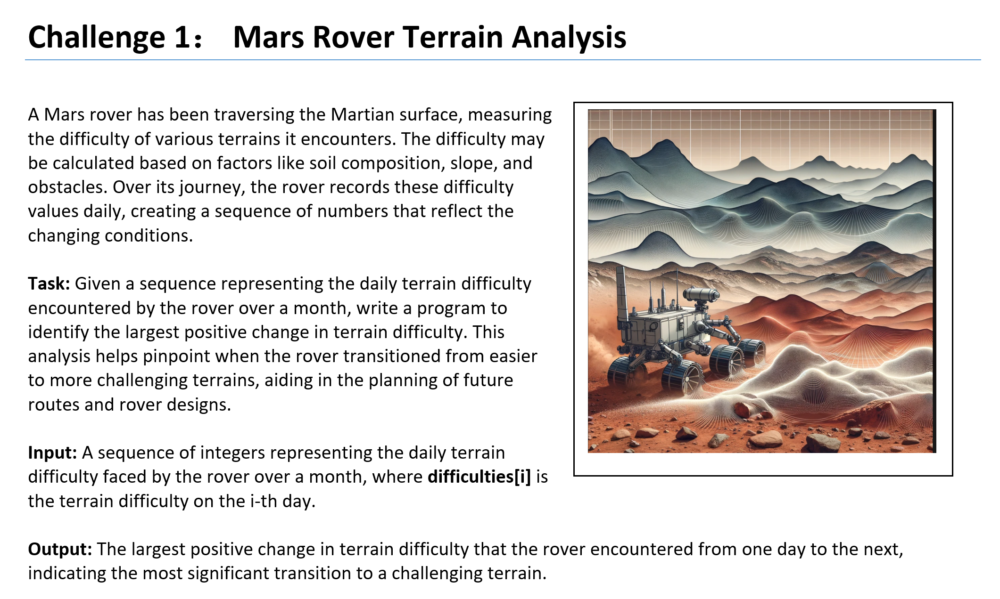 Challenge 1： Mars Rover Terrain Analysis
A Mars rover has been traversing the Martian surface, measuring
the difficulty of various terrains it encounters. The difficulty may
be calculated based on factors like soil composition, slope, and
obstacles. Over its journey, the rover records these difficulty
values daily, creating a sequence of numbers that reflect the
changing conditions.
Task: Given a sequence representing the daily terrain difficulty
encountered by the rover over a month, write a program to
identify the largest positive change in terrain difficulty. This
analysis helps pinpoint when the rover transitioned from easier
to more challenging terrains, aiding in the planning of future
routes and rover designs.
Input: A sequence of integers representing the daily terrain
difficulty faced by the rover over a month, where difficulties[i] is
the terrain difficulty on the i-th day.
Output: The largest positive change in terrain difficulty that the rover encountered from one day to the next,
indicating the most significant transition to a challenging terrain.